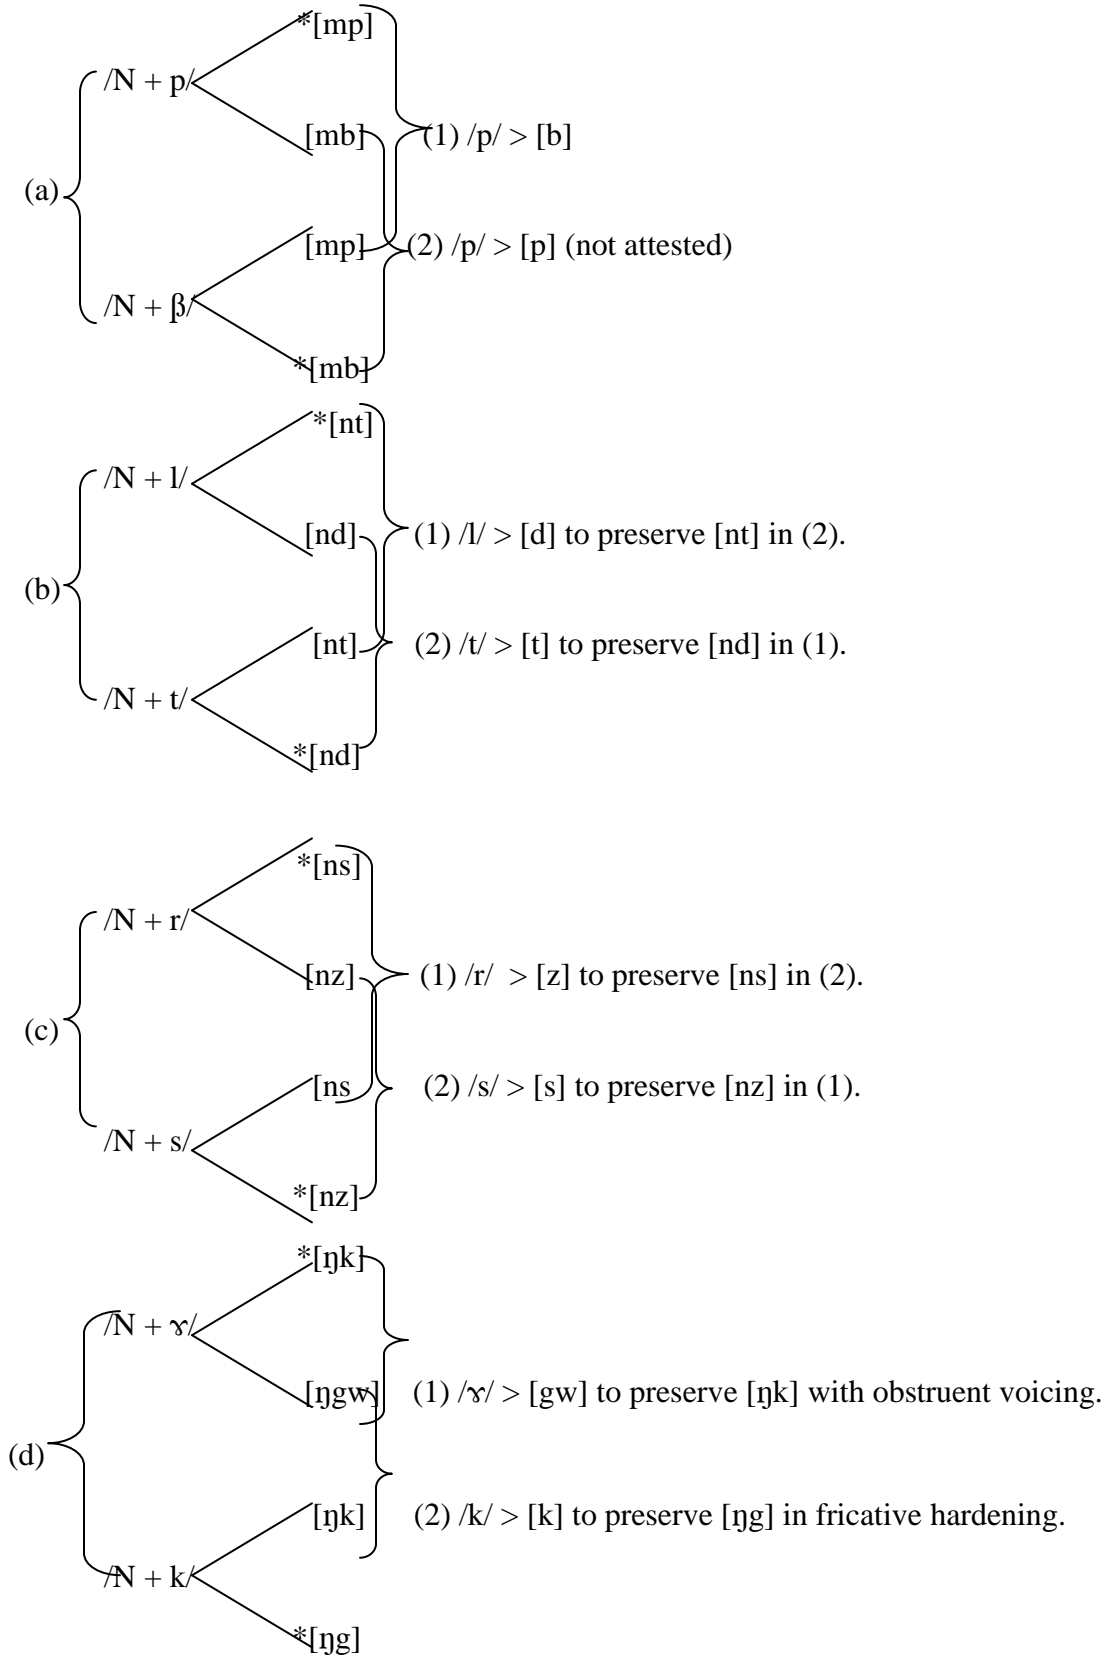 *[mp]
/N + p/
[mb] (1) /p/ > [b]
(a)
[mp] (2) /p/ > [p] (not attested)
/N + β/
*[mb]
*[nt]
/N + l/
[nd] (1) /l/ > [d] to preserve [nt] in (2).
(b)
[nt] (2) /t/ > [t] to preserve [nd] in (1).
/N + t/
*[nd]
*[ns]
/N + r/
[nz] (1) /r/ > [z] to preserve [ns] in (2).
(c)
[ns (2) /s/ > [s] to preserve [nz] in (1).
/N + s/
*[nz]
*[ŋk]
/N + ɤ/
[ŋgw] (1) /ɤ/ > [gw] to preserve [ŋk] with obstruent voicing.
(d)
[ŋk] (2) /k/ > [k] to preserve [ŋg] in fricative hardening.
/N + k/
*[ŋg]